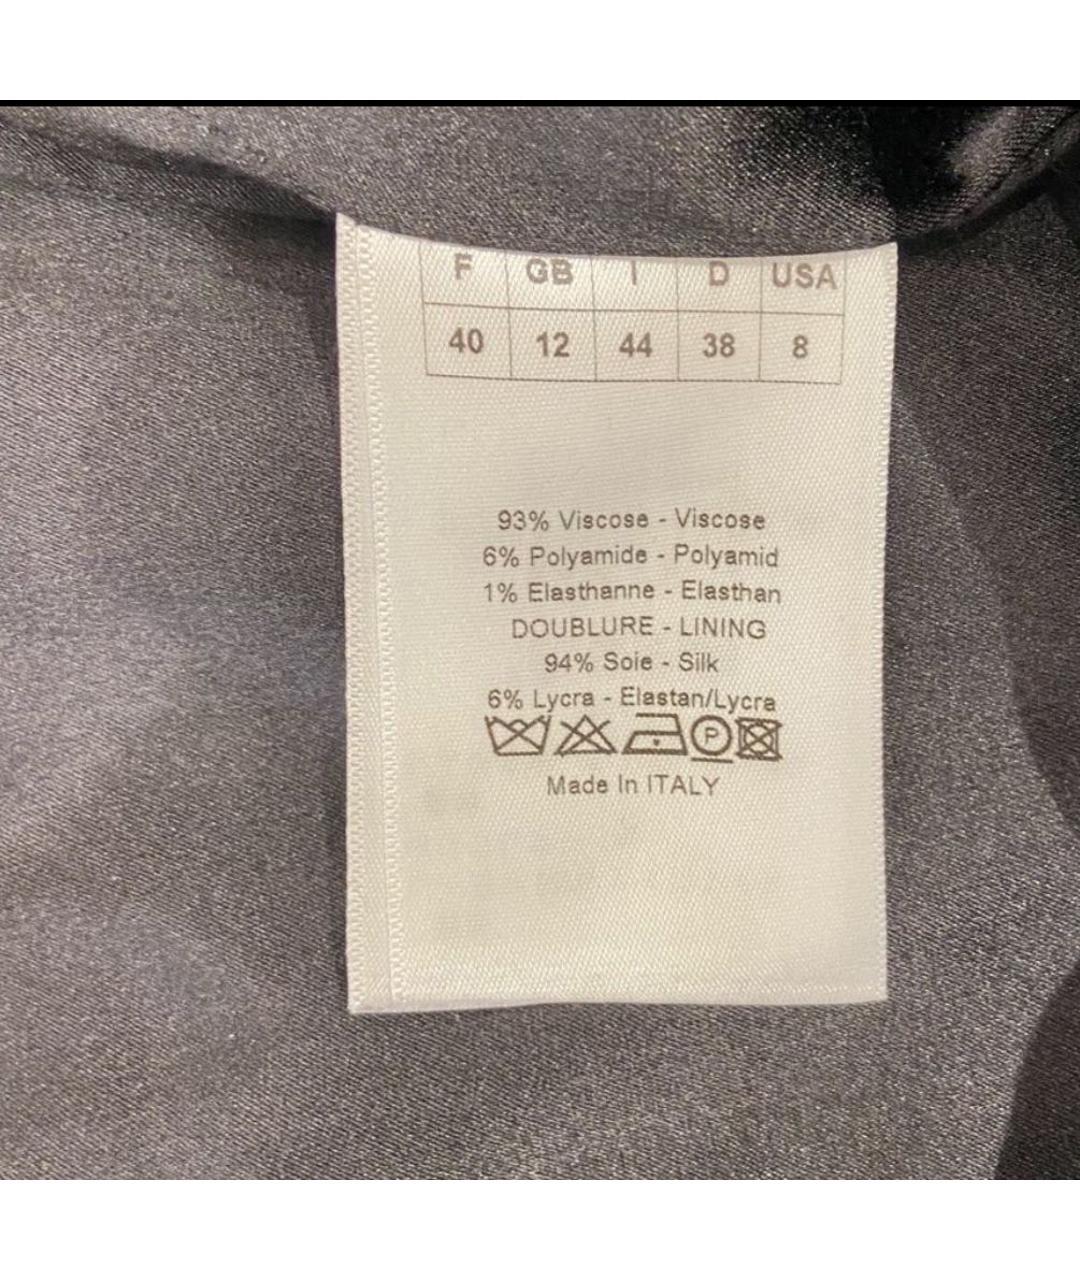 F GB I D USA
40 12 44 38 8
93% Viscose - Viscose
6% Polyamide - Polyamid
1% Elasthanne - Elasthan
DOUBLURE - LINING
94% Soie - Silk
6% Lycra - Elastan/Lycra
P
Made In ITALY